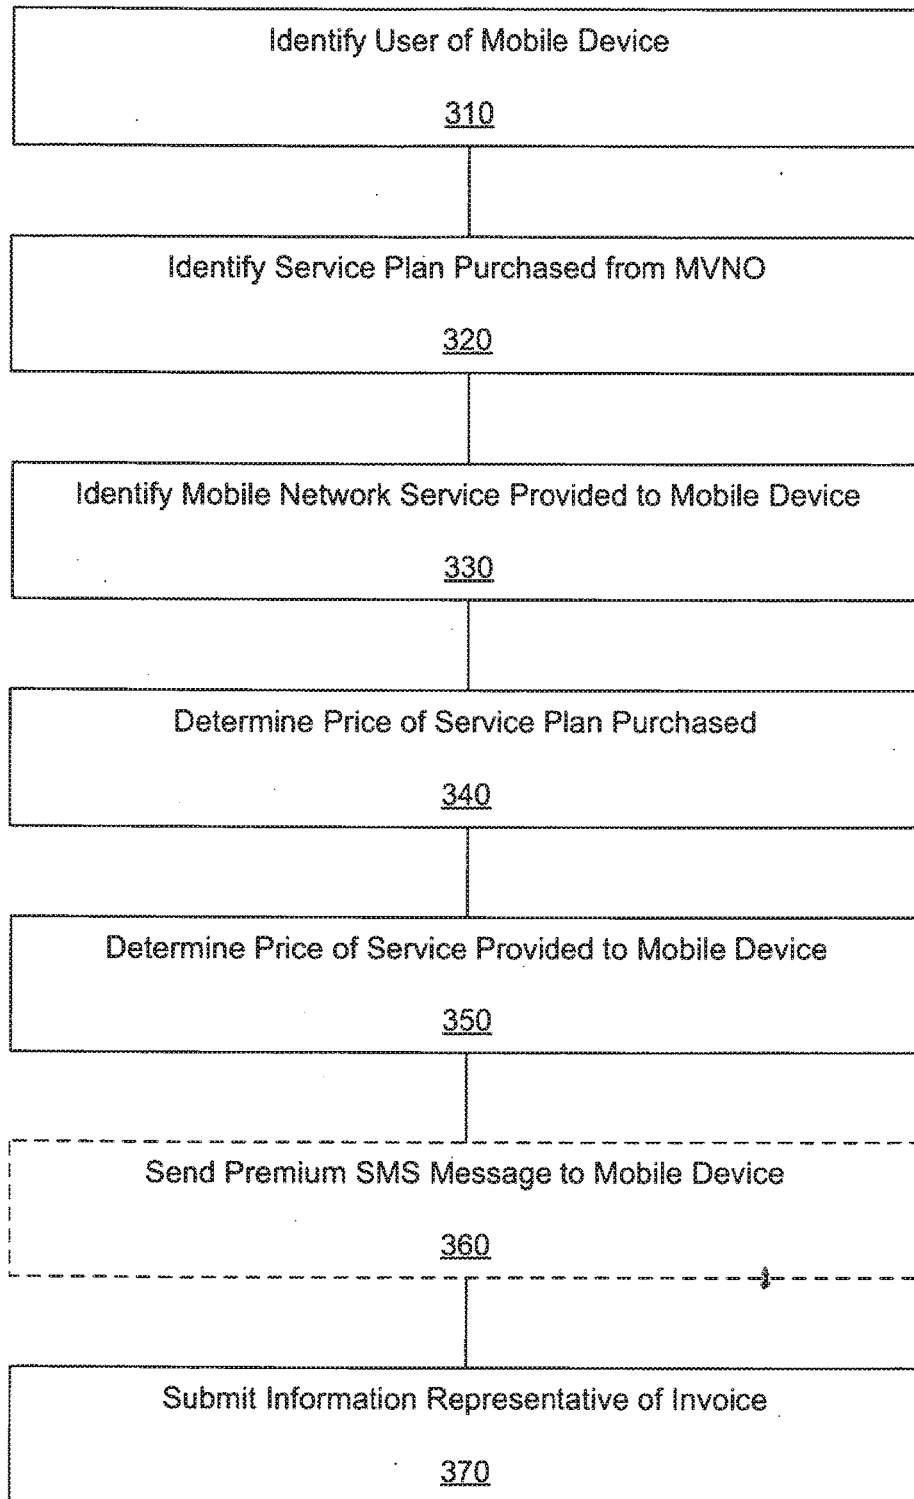 Identify User of Mobile Device
310
Identify Service Plan Purchased from MVNO
320
Identify Mobile Network Service Provided to Mobile Device
330
Determine Price of Service Plan Purchased
340
Determine Price of Service Provided to Mobile Device
350
Send Premium SMS Message to Mobile Device
360
Submit Information Representative of Invoice
370